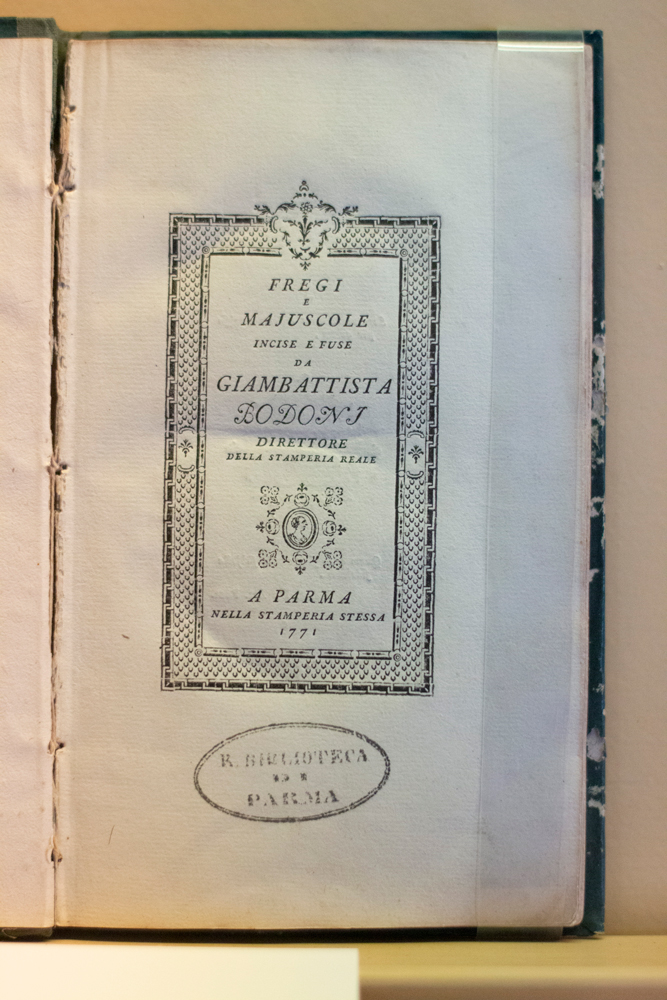 FREGI
E
MAJUSCOLE
INCISE E FUSE
DA
GIAMBATTISTA
BODONI
DIRETTORE
DELLA STAMPERIA REALE
A PARMA
NELLA STAMPERIA STESSA
1771
R. BIBLIOTECA
DI
PARMA